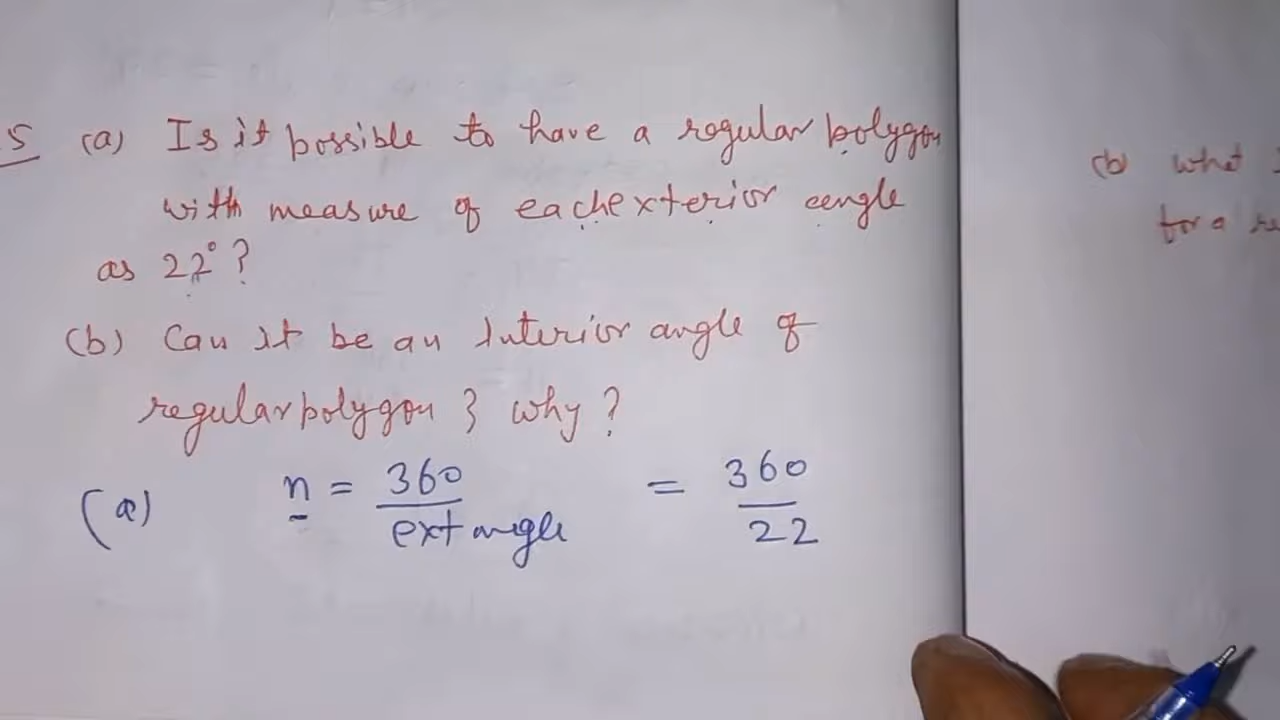 5 (a) Is it possible to have a regular polygon
with measure of each exterior angle
as 22° ?
(b) Can it be an interior angle of
regular polygon ? why ?
(a) n = 360 / ext angle = 360 / 22
(b) what
for a